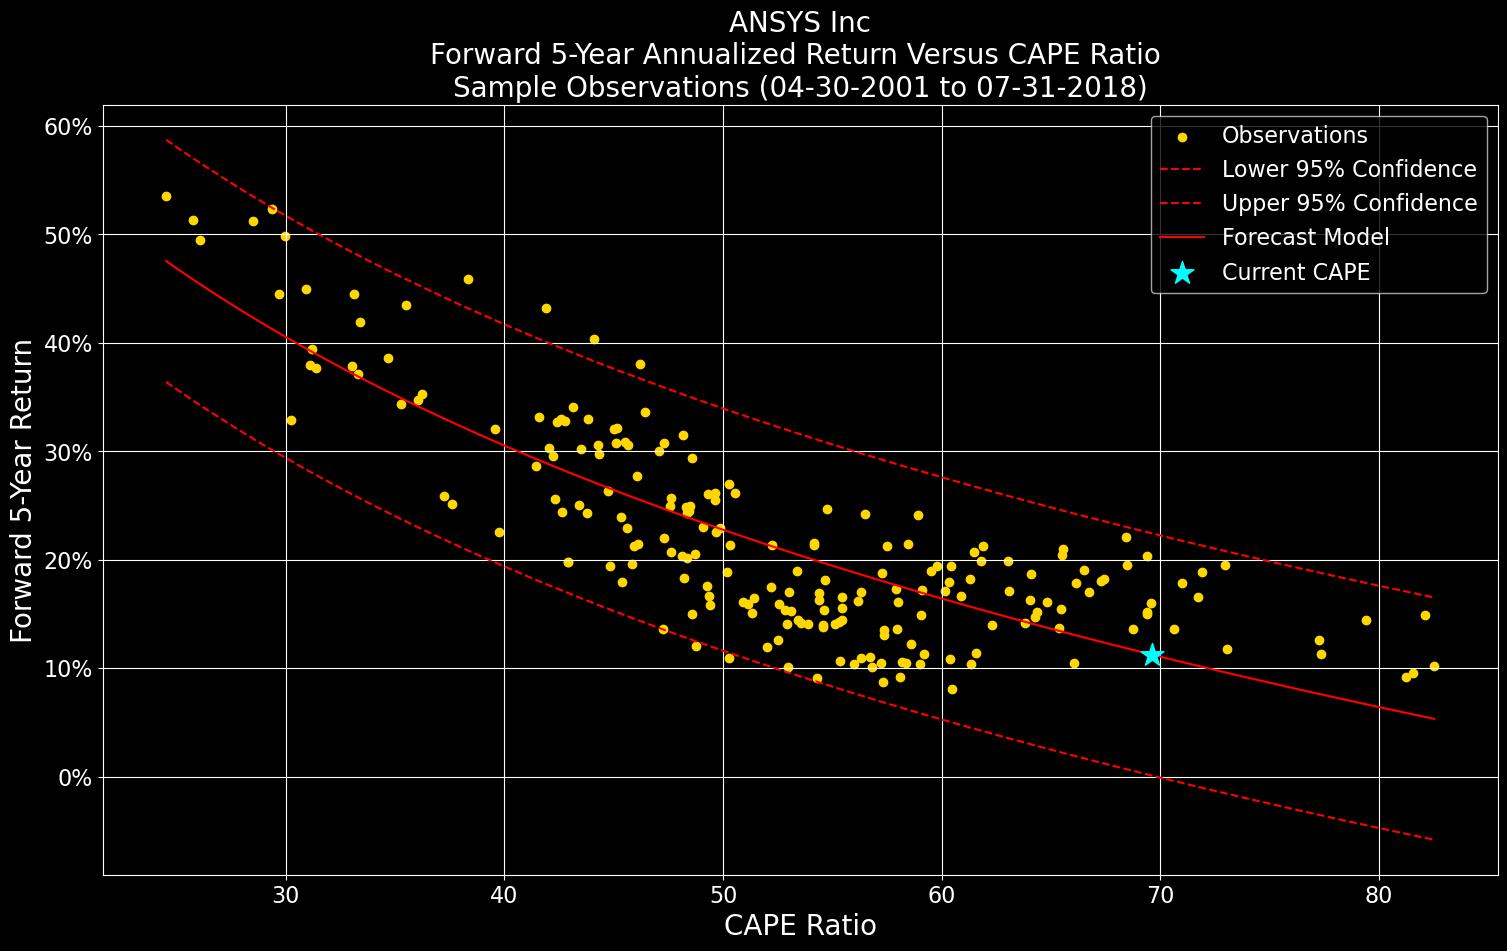 ANSYS Inc
Forward 5-Year Annualized Return Versus CAPE Ratio
Sample Observations (04-30-2001 to 07-31-2018)
60%
50%
40%
30%
20%
10%
0%
Forward 5-Year Return
Observations
Lower 95% Confidence
Upper 95% Confidence
Forecast Model
Current CAPE
30 40 50 60 70 80
CAPE Ratio